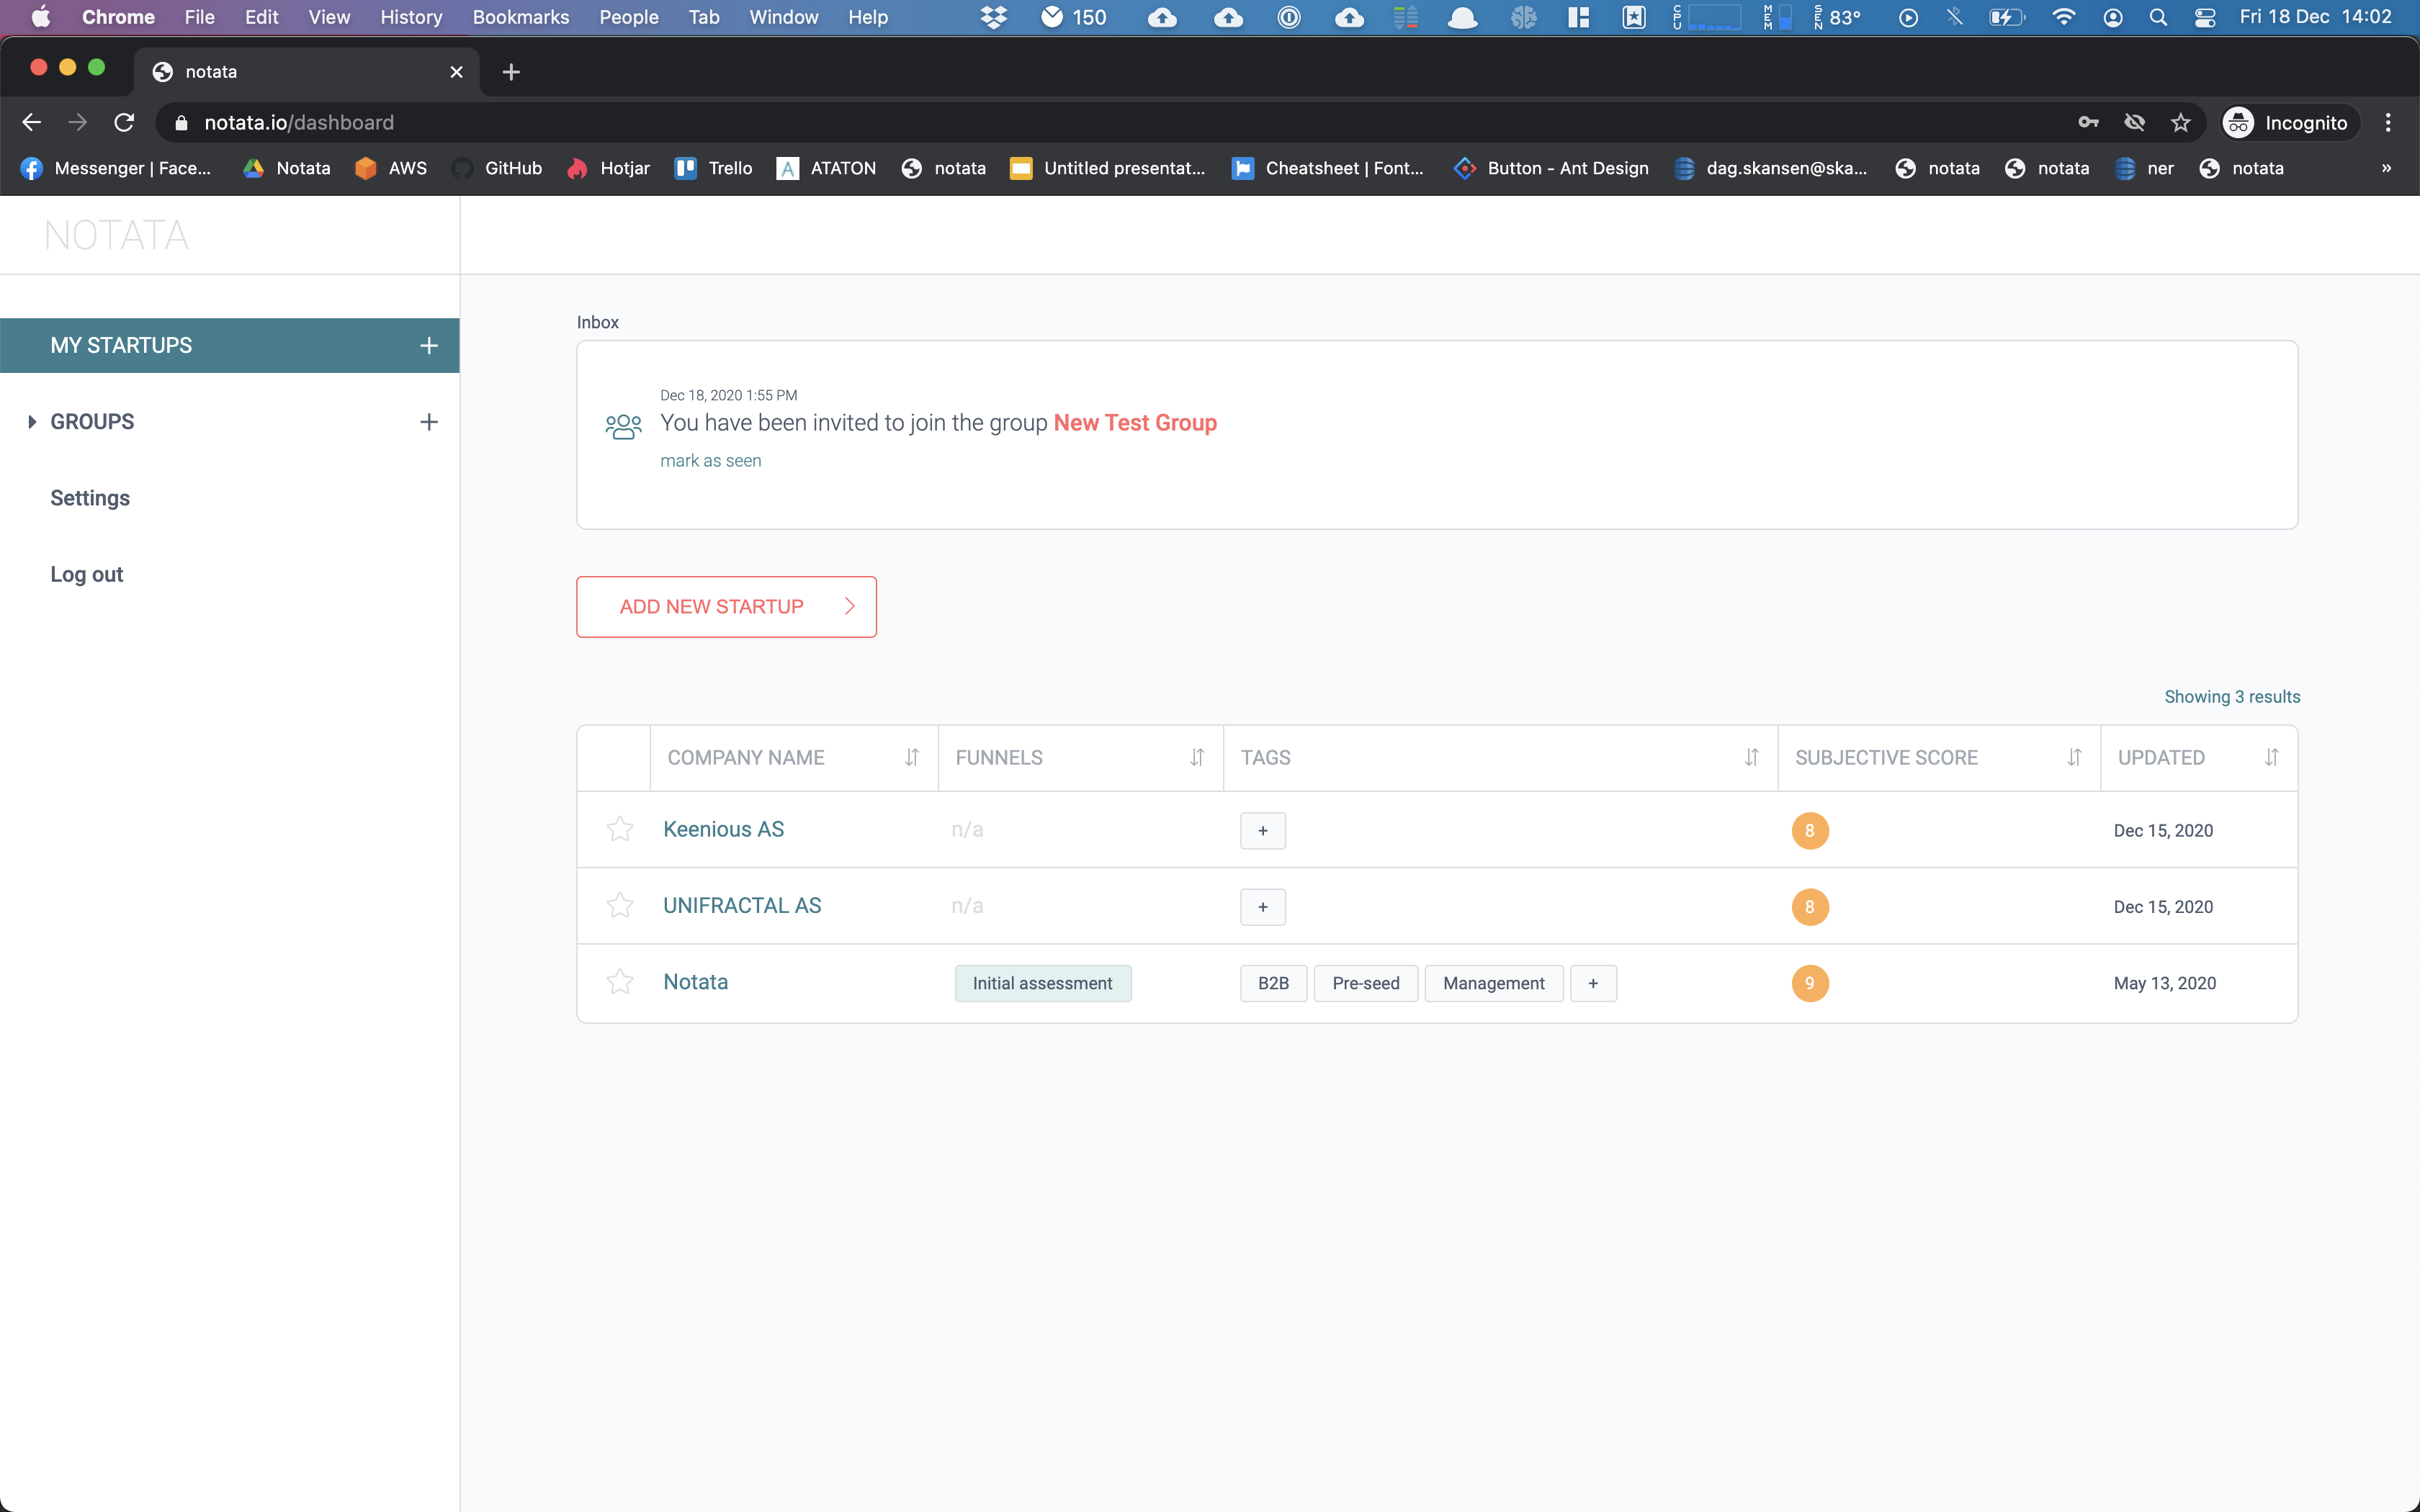 Chrome File Edit View History Bookmarks People Tab Window Help 150 CPU MEM SEN 83° Fri 18 Dec 14:02
notata
notata.io/dashboard Incognito
Messenger | Face... Notata AWS GitHub Hotjar Trello A ATATON notata Untitled presentat... Cheatsheet | Font... Button - Ant Design dag.skansen@ska... notata notata ner notata »
NOTATA
MY STARTUPS +
GROUPS +
Settings
Log out
Inbox
Dec 18, 2020 1:55 PM
You have been invited to join the group New Test Group
mark as seen
ADD NEW STARTUP
Showing 3 results
COMPANY NAME FUNNELS TAGS SUBJECTIVE SCORE UPDATED
Keenious AS n/a + 8 Dec 15, 2020
UNIFRACTAL AS n/a + 8 Dec 15, 2020
Notata Initial assessment B2B Pre-seed Management + 9 May 13, 2020